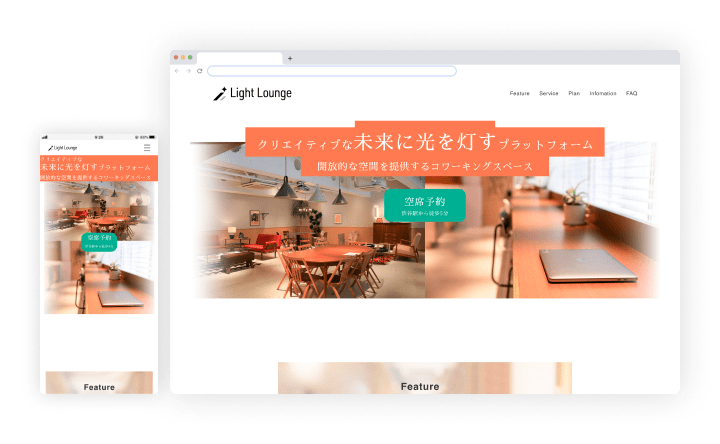 Light Lounge
クリエイティブな
未来に光を灯すプラットフォーム
開放的な空間を提供するコワーキングスペース
空席予約
Feature
Light Lounge
Feature Service Plan Infomation FAQ
クリエイティブな未来に光を灯すプラットフォーム
開放的な空間を提供するコワーキングスペース
空席予約
渋谷駅から徒歩5分
Feature